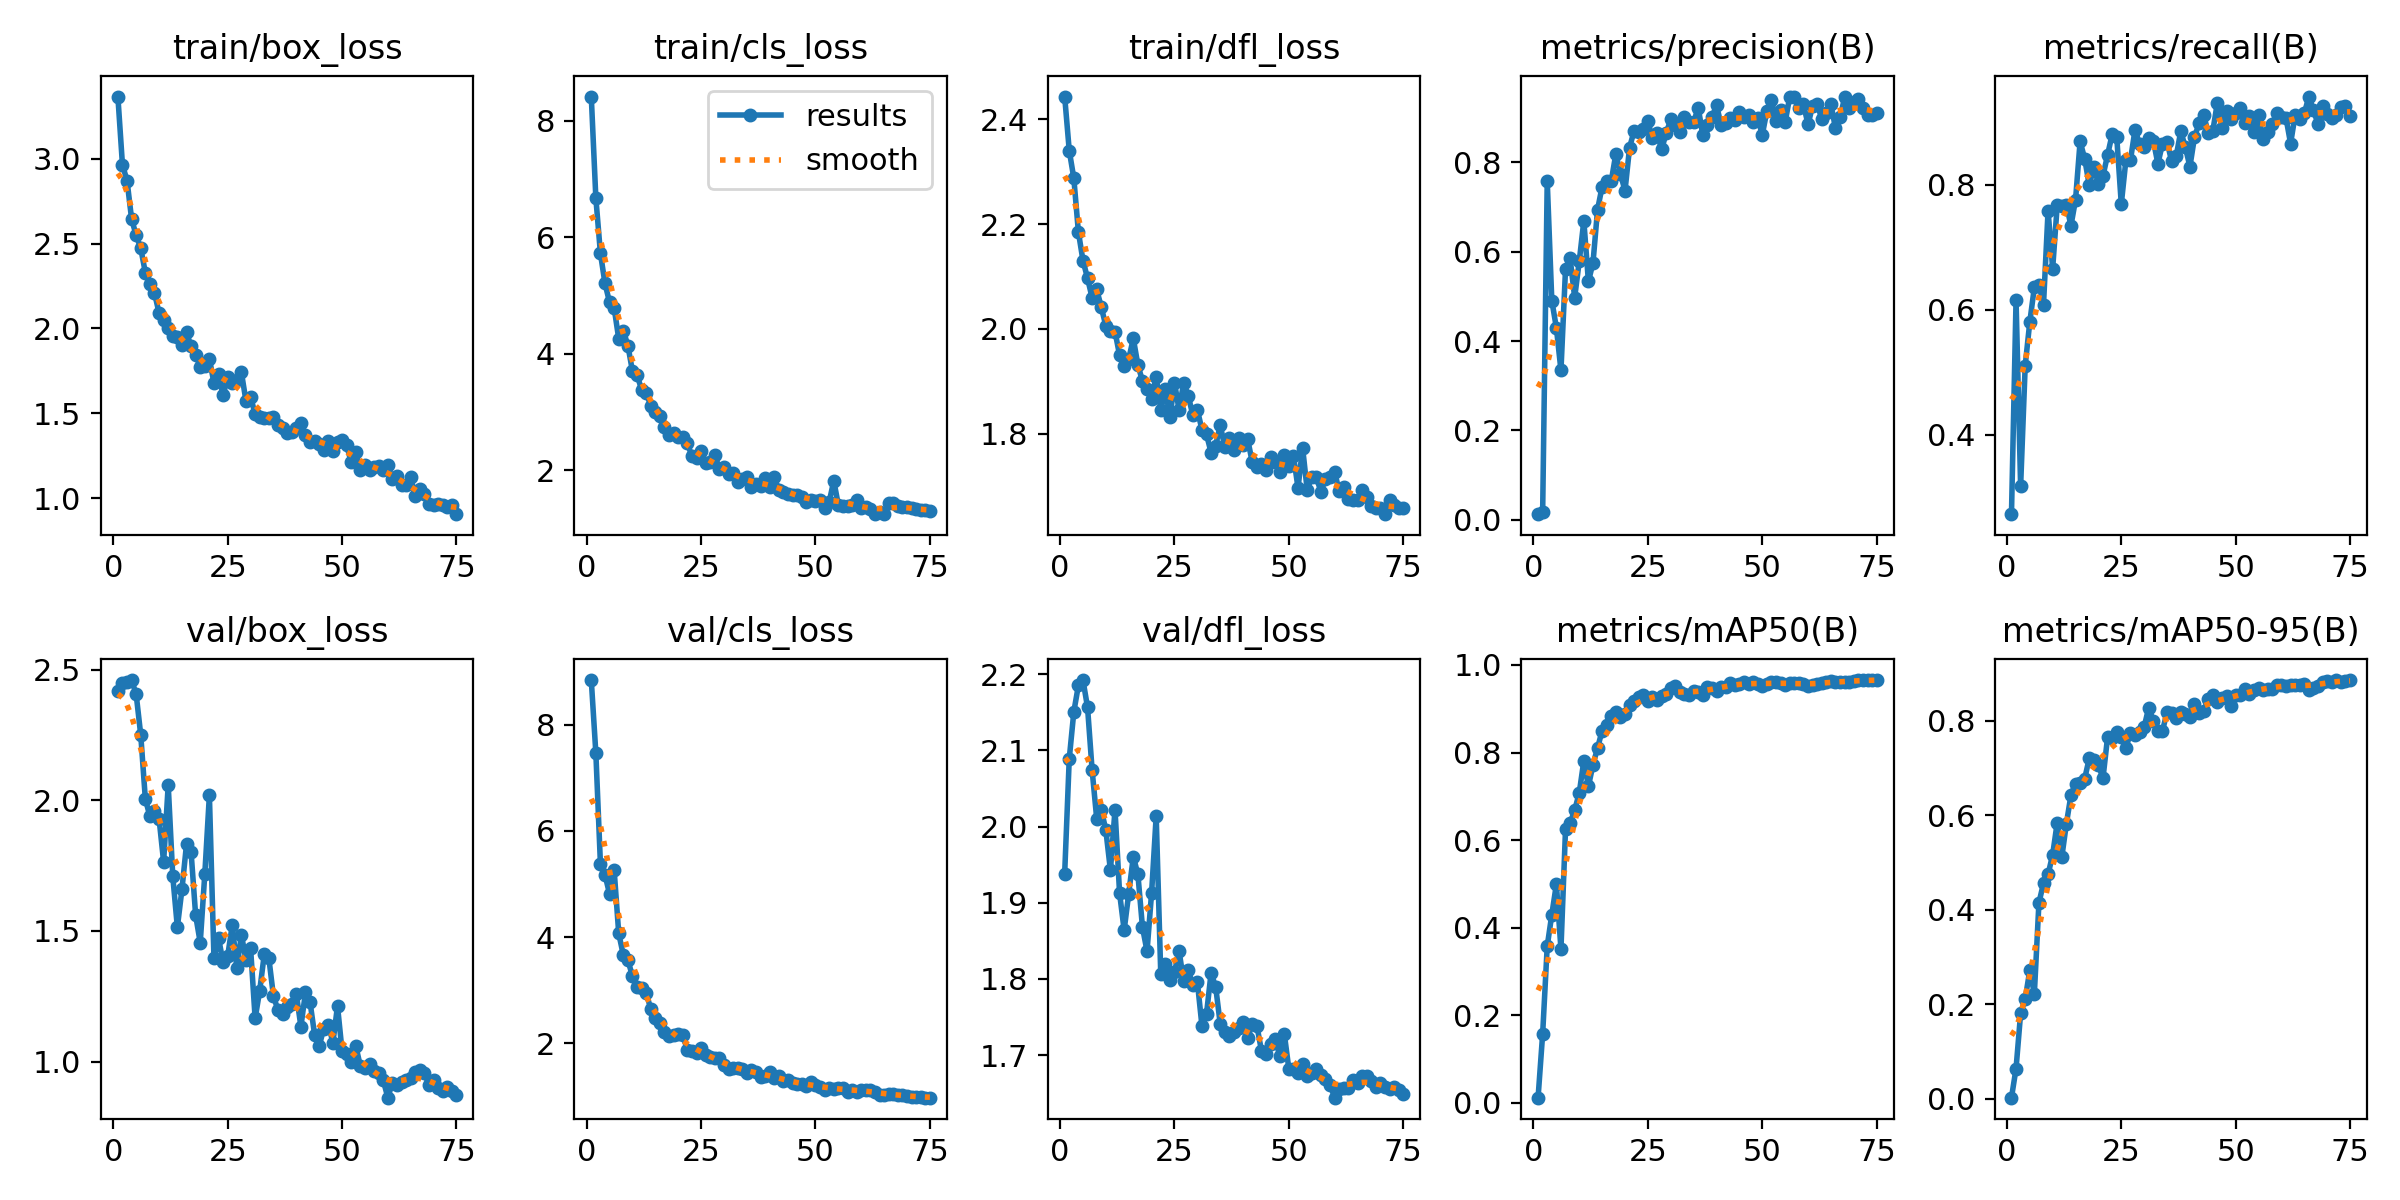 train/box_loss
3.0
2.5
2.0
1.5
1.0
0 25 50 75
train/cls_loss
results
smooth
8
6
4
2
0 25 50 75
train/dfl_loss
2.4
2.2
2.0
1.8
0 25 50 75
metrics/precision(B)
0.8
0.6
0.4
0.2
0.0
0 25 50 75
metrics/recall(B)
0.8
0.6
0.4
0 25 50 75
val/box_loss
2.5
2.0
1.5
1.0
0 25 50 75
val/cls_loss
8
6
4
2
0 25 50 75
val/dfl_loss
2.2
2.1
2.0
1.9
1.8
1.7
0 25 50 75
metrics/mAP50(B)
1.0
0.8
0.6
0.4
0.2
0.0
0 25 50 75
metrics/mAP50-95(B)
0.8
0.6
0.4
0.2
0.0
0 25 50 75